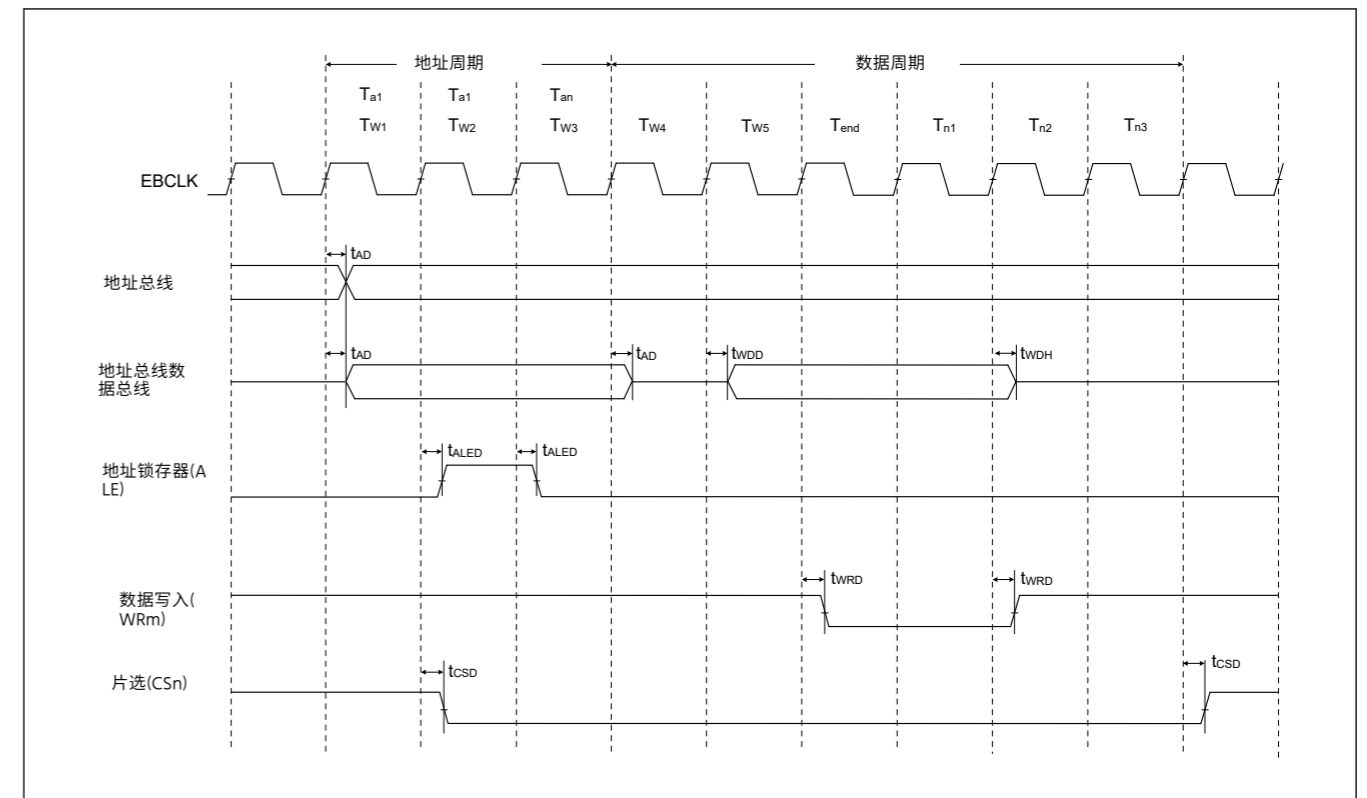 地址周期 数据周期
Ta1 Ta1 Tan
TW1 TW2 TW3 TW4 TW5 Tend Tn1 Tn2 Tn3
EBCLK
tAD
地址总线
tAD tAD tWDD tWDH
地址总线数
据总线
tALED tALED
地址锁存器(A
LE)
tWRD tWRD
数据写入(
WRm)
tCSD tCSD
片选(CSn)